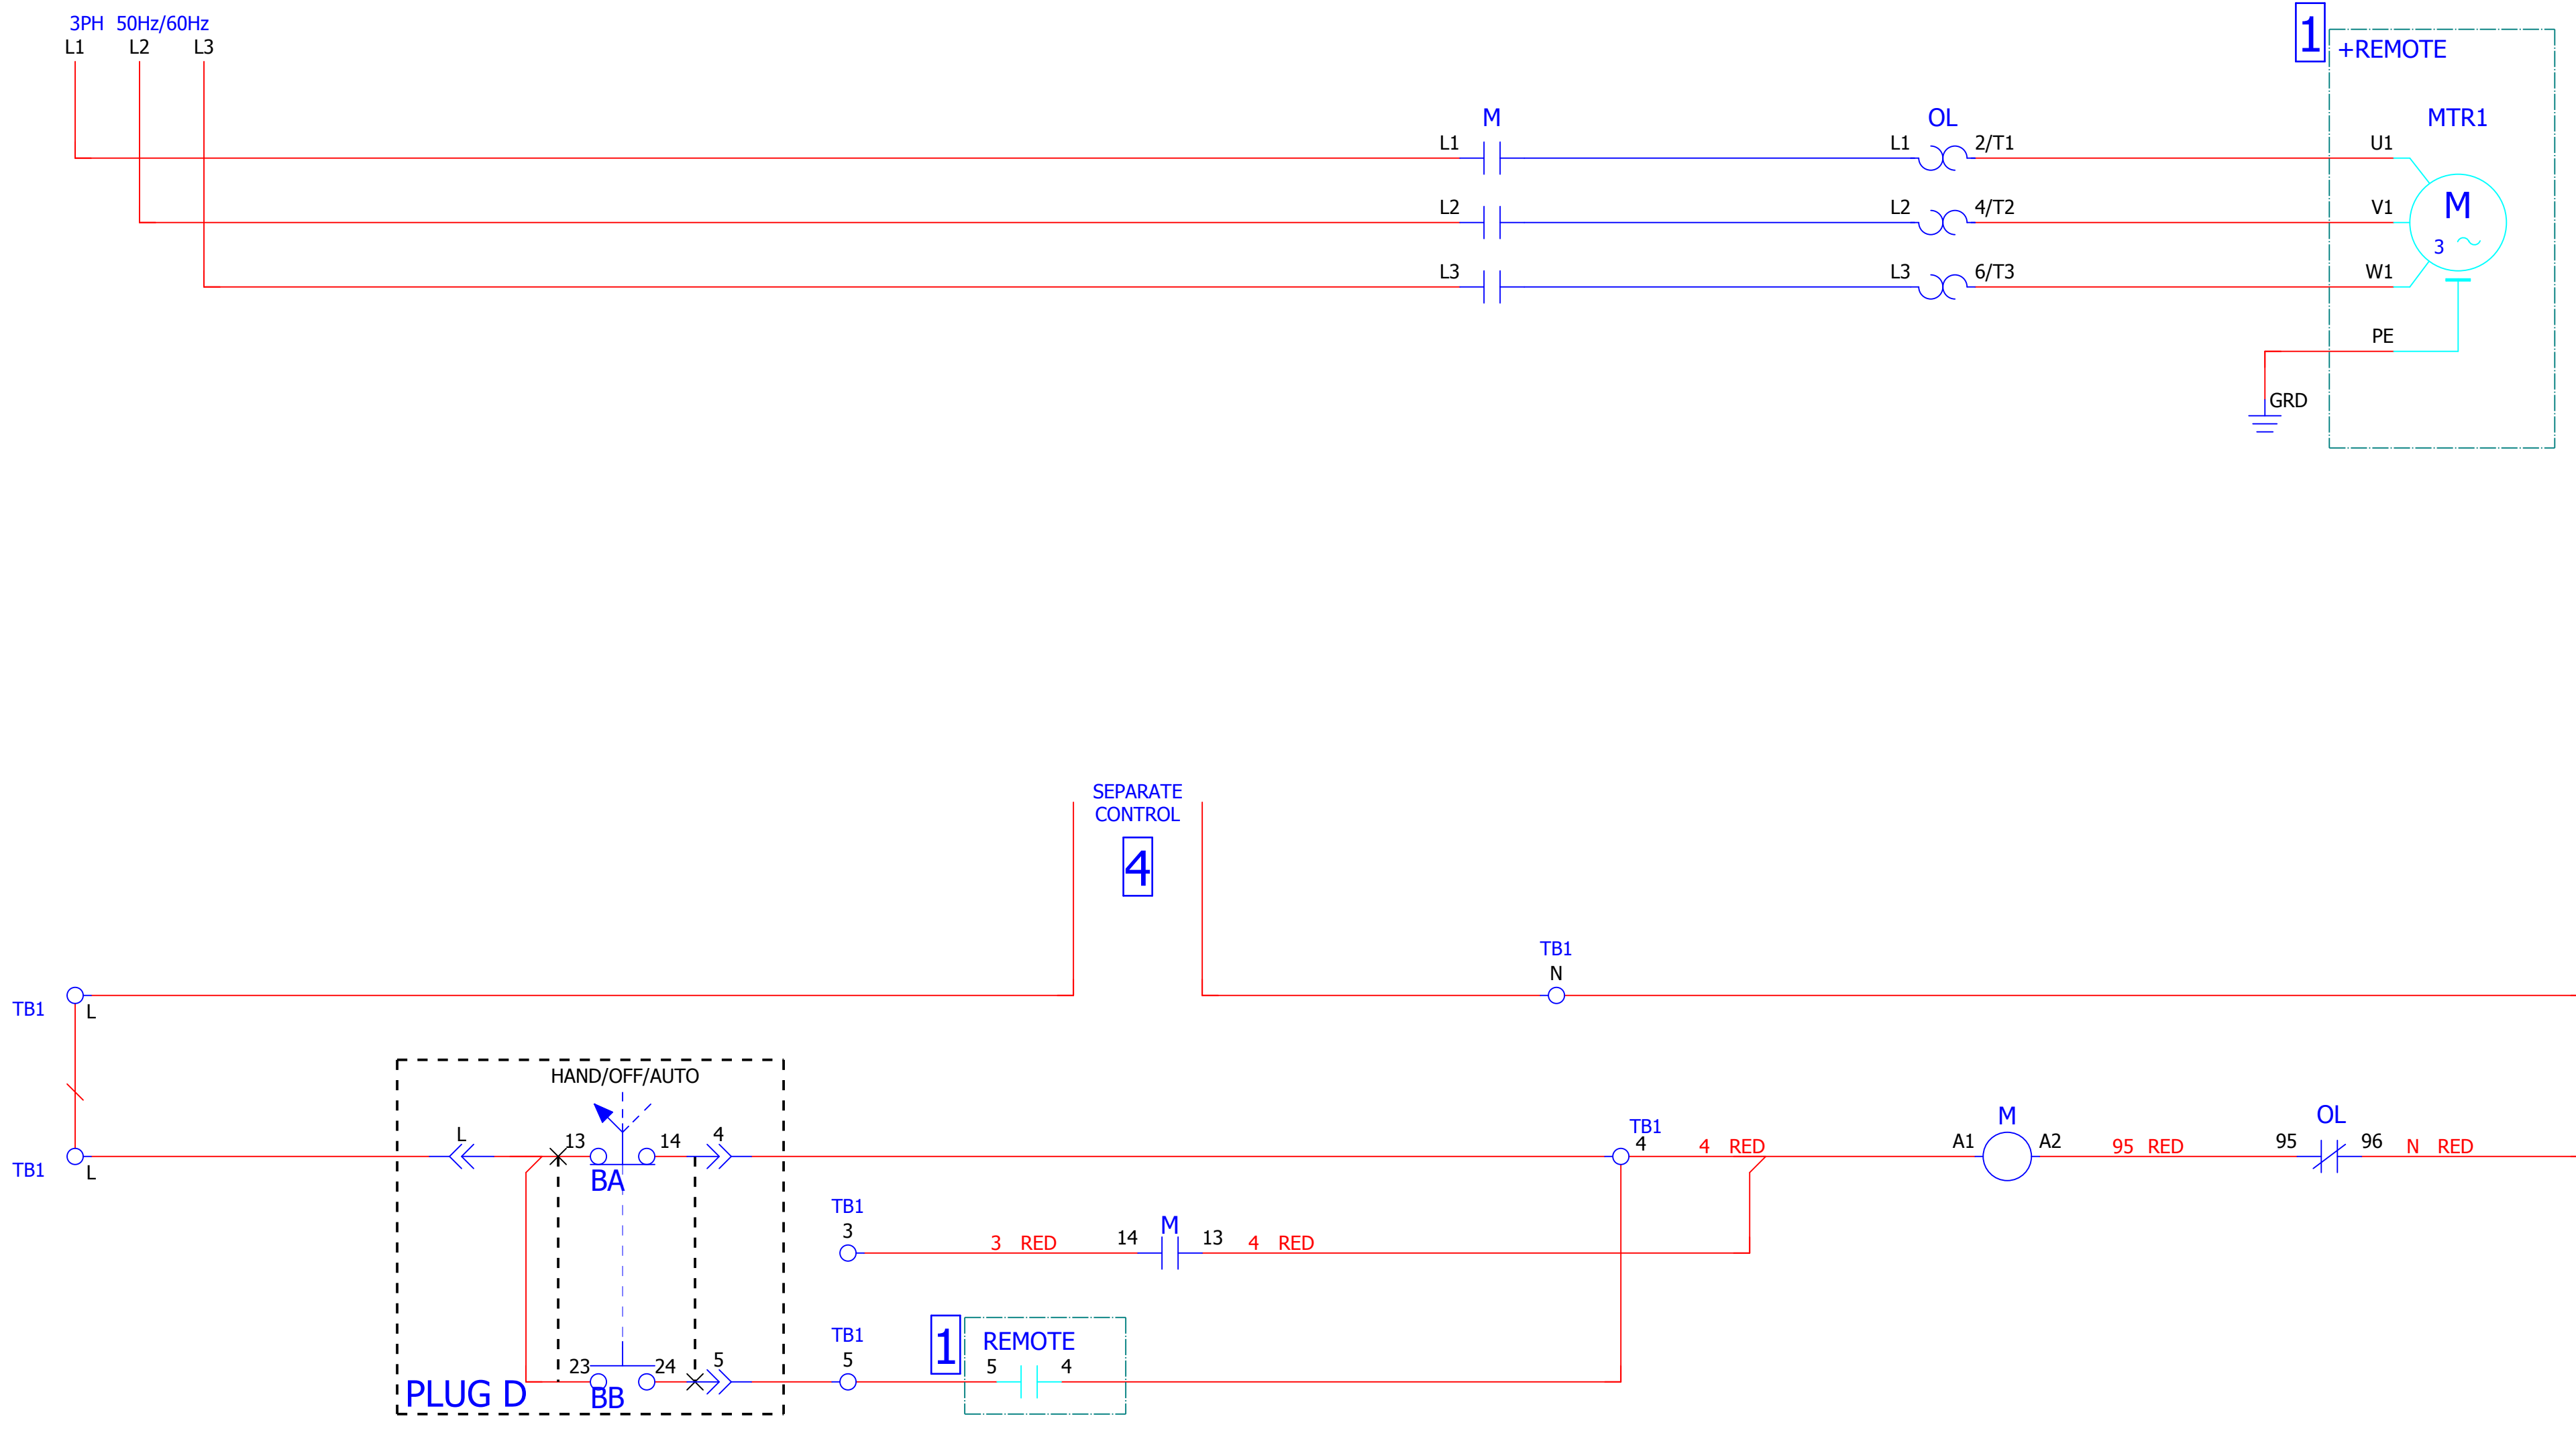 3PH 50Hz/60Hz
L1 L2 L3
1
+REMOTE
M OL MTR1
L1 L1 2/T1 U1
L2 L2 4/T2 V1
M
3
L3 L3 6/T3 W1
PE
GRD
SEPARATE
CONTROL
4
TB1
N
TB1 L
HAND/OFF/AUTO
TB1 L
L 13 14 4
BA
TB1
4 4 RED
M
A1 A2
95 RED
OL
95 96
N RED
TB1
3
3 RED 14 M 13 4 RED
TB1
5
1
REMOTE
5 4
23 24 5
BB
PLUG D